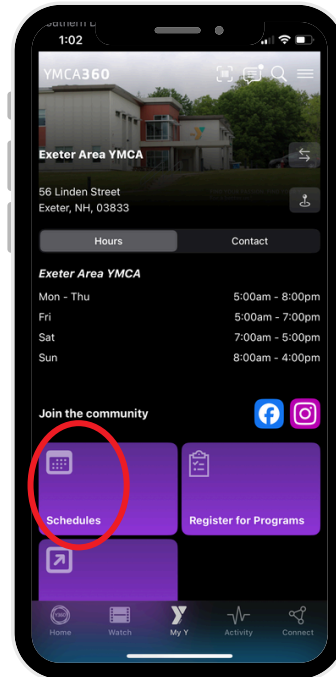 1:02
YMCA360
Exeter Area YMCA
56 Linden Street
Exeter, NH, 03833
Hours Contact
Exeter Area YMCA
Mon - Thu 5:00am - 8:00pm
Fri 5:00am - 7:00pm
Sat 7:00am - 5:00pm
Sun 8:00am - 4:00pm
Join the community
Schedules Register for Programs
Home Watch My Y Activity Connect